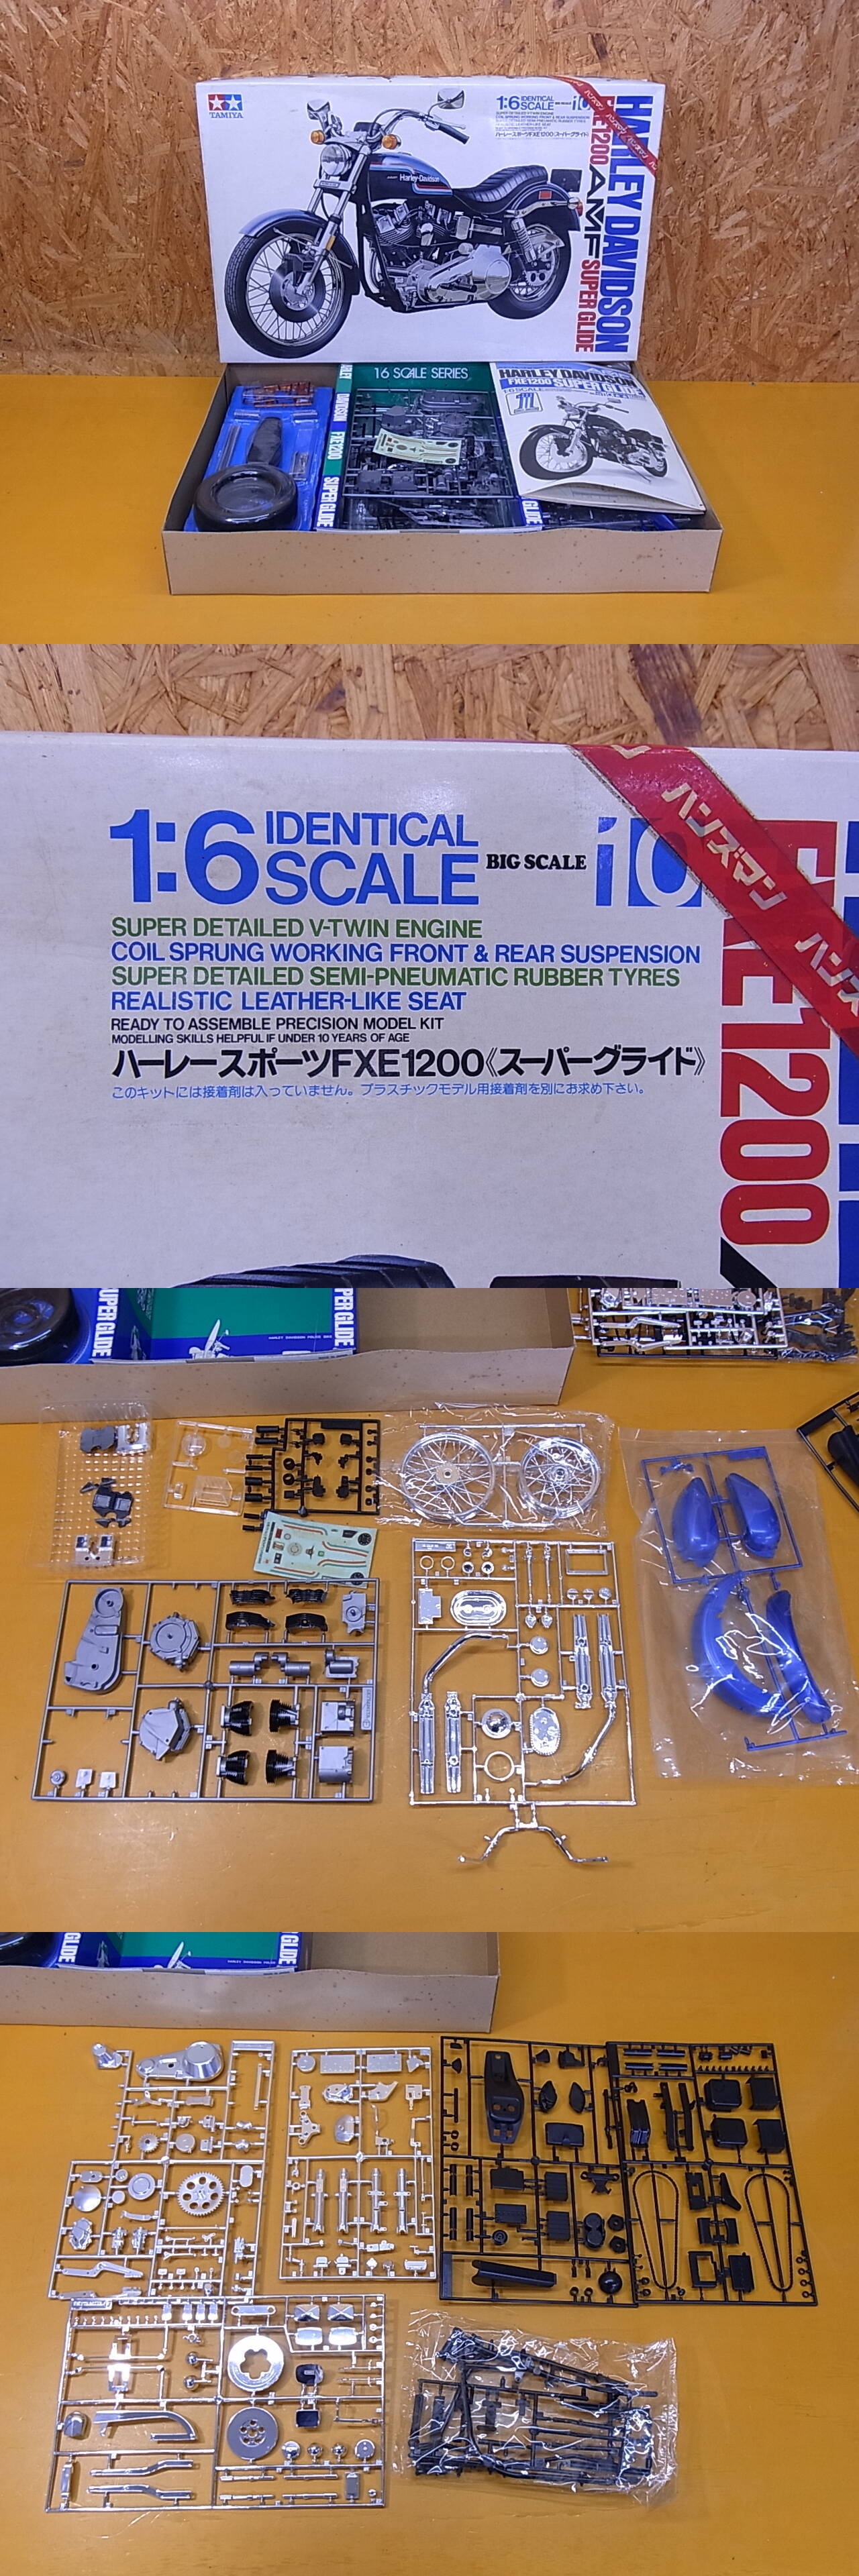 TAMIYA
1:6 IDENTICAL SCALE
ハーレースポーツFXE1200《スーパーグライド》
HARLEY DAVIDSON
FXE1200
AMF
SUPER GLIDE
Harley-Davidson
16 SCALE SERIES
DAVIDSON
FXE1200
SUPER GLIDE
HARLEY DAVIDSON
FXE1200 SUPER GLIDE
1:6 IDENTICAL SCALE
BIG SCALE
ハンズマン
SUPER DETAILED V-TWIN ENGINE
COIL SPRUNG WORKING FRONT & REAR SUSPENSION
SUPER DETAILED SEMI-PNEUMATIC RUBBER TYRES
REALISTIC LEATHER-LIKE SEAT
READY TO ASSEMBLE PRECISION MODEL KIT
MODELLING SKILLS HELPFUL IF UNDER 10 YEARS OF AGE
ハーレースポーツFXE1200《スーパーグライド》
このキットには接着剤は入っていません。プラスチックモデル用接着剤を別にお求め下さい。
1200
SUPER GLIDE
GLIDE